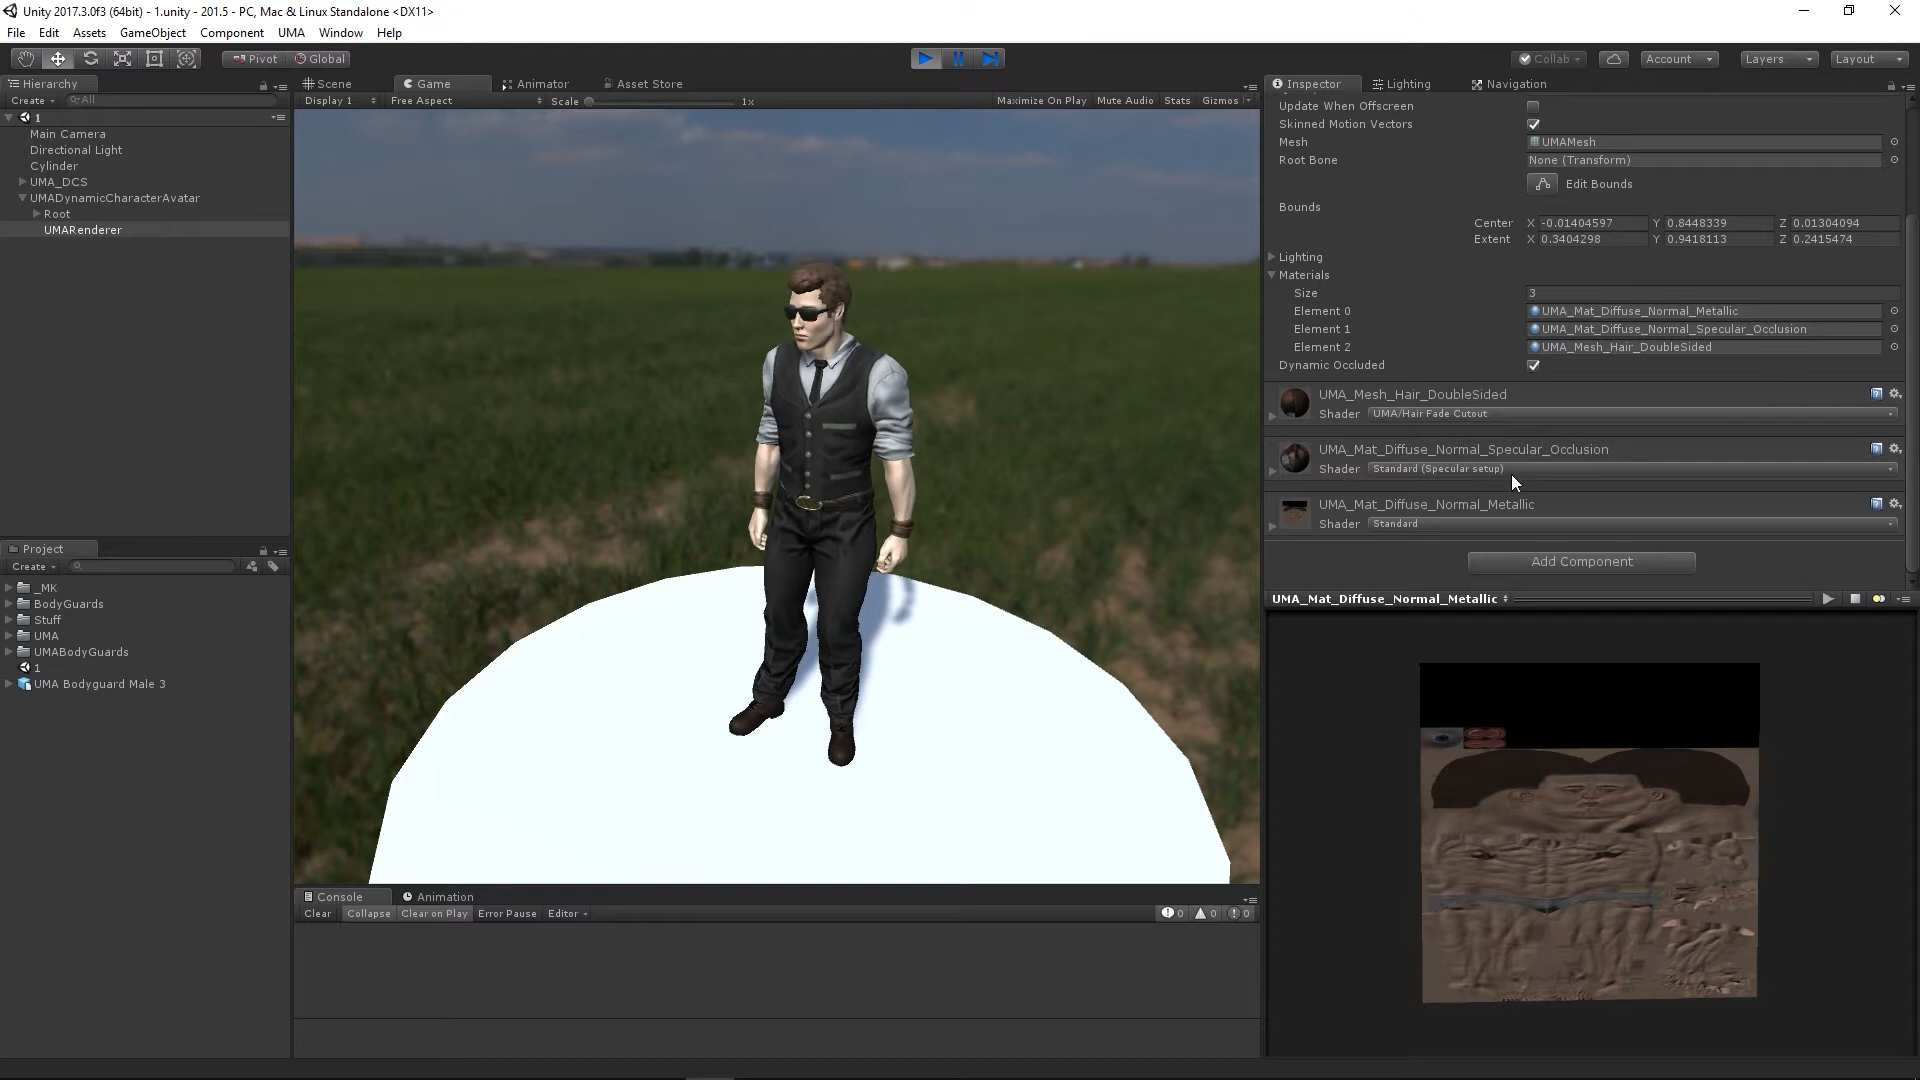 Unity 2017.3.0f3 (64bit) - 1.unity - 201.5 - PC, Mac & Linux Standalone <DX11>
File Edit Assets GameObject Component UMA Window Help
Pivot Global Collab Account Layers Layout
Hierarchy
Create All
1
Main Camera
Directional Light
Cylinder
UMA_DCS
UMADynamicCharacterAvatar
Root
UMARenderer
Project
Create
_MK
BodyGuards
Stuff
UMA
UMABodyGuards
1
UMA Bodyguard Male 3
Scene Game Animator Asset Store
Display 1 Free Aspect Scale 1x Maximize On Play Mute Audio Stats Gizmos
Console Animation
Clear Collapse Clear on Play Error Pause Editor 0 0 0
Inspector Lighting Navigation
Update When Offscreen
Skinned Motion Vectors
Mesh UMAMesh
Root Bone None (Transform)
Edit Bounds
Bounds
Center X -0.01404597 Y 0.8448339 Z 0.01304094
Extent X 0.3404298 Y 0.9418113 Z 0.2415474
Lighting
Materials
Size 3
Element 0 UMA_Mat_Diffuse_Normal_Metallic
Element 1 UMA_Mat_Diffuse_Normal_Specular_Occlusion
Element 2 UMA_Mesh_Hair_DoubleSided
Dynamic Occluded
UMA_Mesh_Hair_DoubleSided
Shader UMA/Hair Fade Cutout
UMA_Mat_Diffuse_Normal_Specular_Occlusion
Shader Standard (Specular setup)
UMA_Mat_Diffuse_Normal_Metallic
Shader Standard
Add Component
UMA_Mat_Diffuse_Normal_Metallic